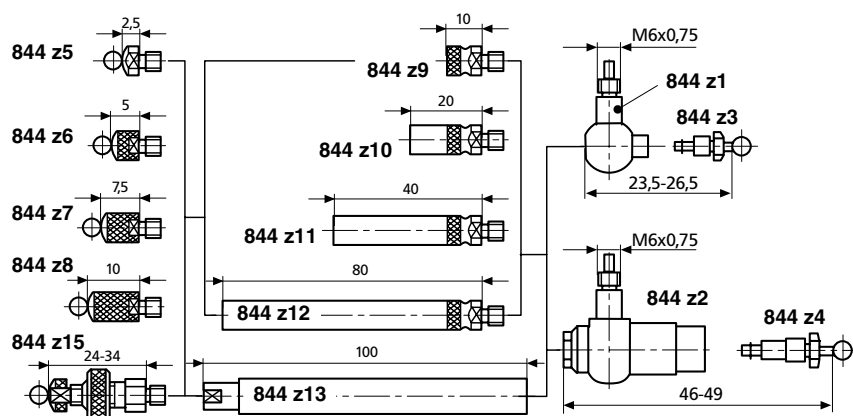 2,5
844 z5
5
844 z6
7,5
844 z7
10
844 z8
24-34
844 z15
10
844 z9
20
844 z10
40
844 z11
80
844 z12
100
844 z13
M6x0,75
844 z1
844 z3
23,5-26,5
M6x0,75
844 z2
844 z4
46-49